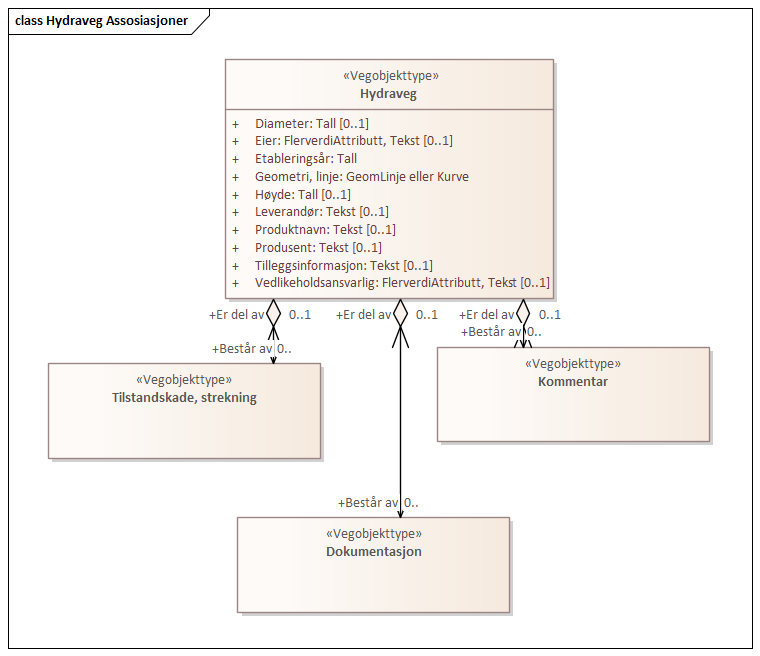 class Hydraveg Assosiasjoner
«Vegobjekttype»
Hydraveg
+ Diameter: Tall [0..1]
+ Eier: FlerverdiAttributt, Tekst [0..1]
+ Etableringsår: Tall
+ Geometri, linje: GeomLinje eller Kurve
+ Høyde: Tall [0..1]
+ Leverandør: Tekst [0..1]
+ Produktnavn: Tekst [0..1]
+ Produsent: Tekst [0..1]
+ Tilleggsinformasjon: Tekst [0..1]
+ Vedlikeholdsansvarlig: FlerverdiAttributt, Tekst [0..1]
+Er del av 0..1 +Er del av 0..1 +Er del av 0..1
+Består av 0..
+Består av 0..
«Vegobjekttype»
Kommentar
«Vegobjekttype»
Tilstandskade, strekning
+Består av 0..
«Vegobjekttype»
Dokumentasjon